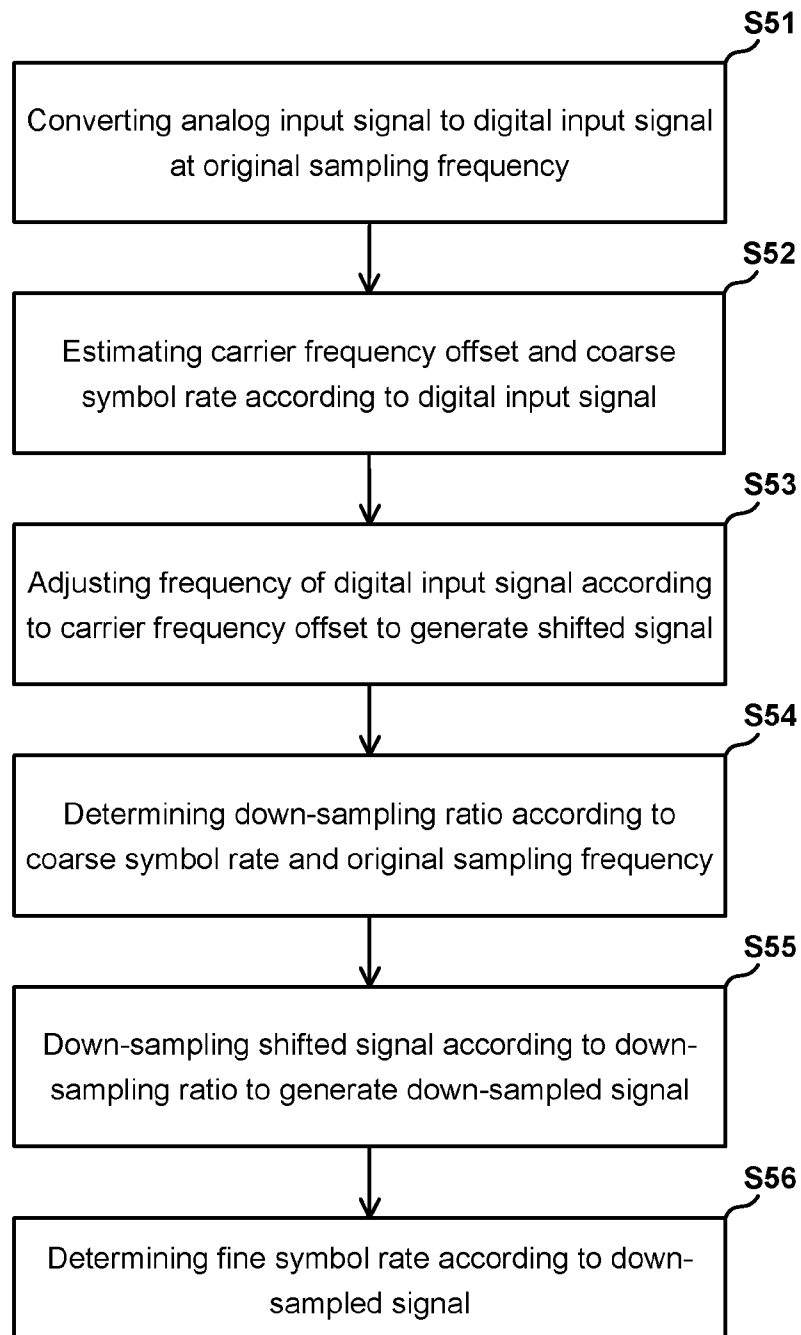 S51
Converting analog input signal to digital input signal
at original sampling frequency
S52
Estimating carrier frequency offset and coarse
symbol rate according to digital input signal
S53
Adjusting frequency of digital input signal according
to carrier frequency offset to generate shifted signal
S54
Determining down-sampling ratio according to
coarse symbol rate and original sampling frequency
S55
Down-sampling shifted signal according to down-
sampling ratio to generate down-sampled signal
S56
Determining fine symbol rate according to down-
sampled signal